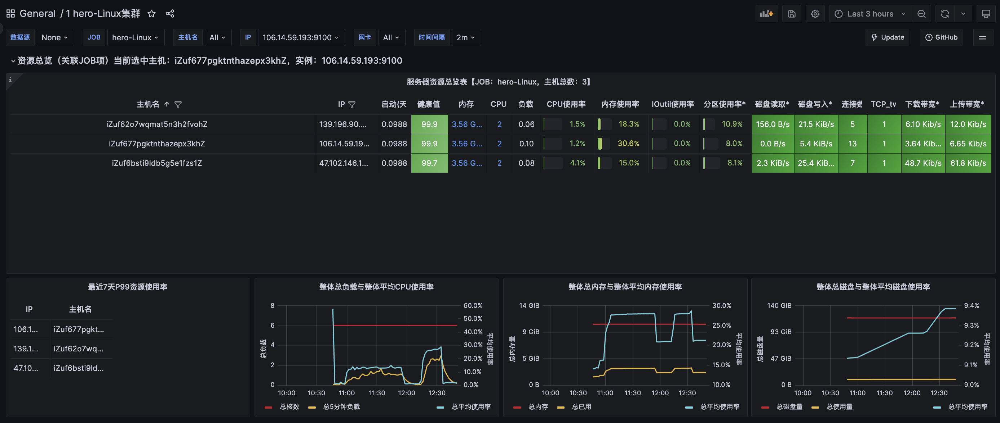 General / 1 hero-Linux集群
Last 3 hours
数据源 None JOB hero-Linux 主机名 All IP 106.14.59.193:9100 网卡 All 时间间隔 2m Update GitHub
资源总览（关联JOB项）当前选中主机：iZuf677pgktnthazepx3khZ，实例：106.14.59.193:9100
服务器资源总览表【JOB：hero-Linux，主机总数：3】
主机名 IP 启动(天 健康值 内存 CPU 负载 CPU使用率 内存使用率 IOutil使用率 分区使用率* 磁盘读取* 磁盘写入* 连接数 TCP_tw 下载带宽* 上传带宽*
iZuf62o7wqmat5n3h2fvohZ 139.196.90.... 0.0988 99.9 3.56 G... 2 0.06 1.5% 18.3% 0.0% 10.9% 156.0 B/s 21.5 KiB/s 5 1 6.10 Kib/s 12.0 Kib/s
iZuf677pgktnthazepx3khZ 106.14.59.19... 0.0988 99.9 3.56 G... 2 0.10 1.2% 30.6% 0.0% 8.0% 0.0 B/s 5.4 KiB/s 13 1 3.64 Kib... 6.65 Kib/s
iZuf6bsti9ldb5g5e1fzs1Z 47.102.146.1... 0.0988 99.7 3.56 G... 2 0.08 4.1% 15.0% 0.0% 8.1% 2.3 KiB/s 25.4 KiB... 7 1 48.7 Kib/s 61.8 Kib/s
最近7天P99资源使用率
IP 主机名
106.1... iZuf677pgkt...
139.1... iZuf62o7wq...
47.10... iZuf6bsti9ld...
整体总负载与整体平均CPU使用率
总负载
8
6
4
2
0
60.0%
50.0%
40.0%
30.0%
20.0%
10.0%
0.0%
平均使用率
10:00 10:30 11:00 11:30 12:00 12:30
总核数 总5分钟负载 总平均使用率
整体总内存与整体平均内存使用率
总内存量
14 GiB
9 GiB
5 GiB
0 B
30.0%
25.0%
20.0%
15.0%
10.0%
平均使用率
10:00 10:30 11:00 11:30 12:00 12:30
总内存 总已用 总平均使用率
整体总磁盘与整体平均磁盘使用率
总磁盘量
140 GiB
93 GiB
47 GiB
0 B
9.4%
9.3%
9.2%
9.1%
9.0%
平均使用率
10:00 10:30 11:00 11:30 12:00 12:30
总磁盘量 总使用量 总平均使用率